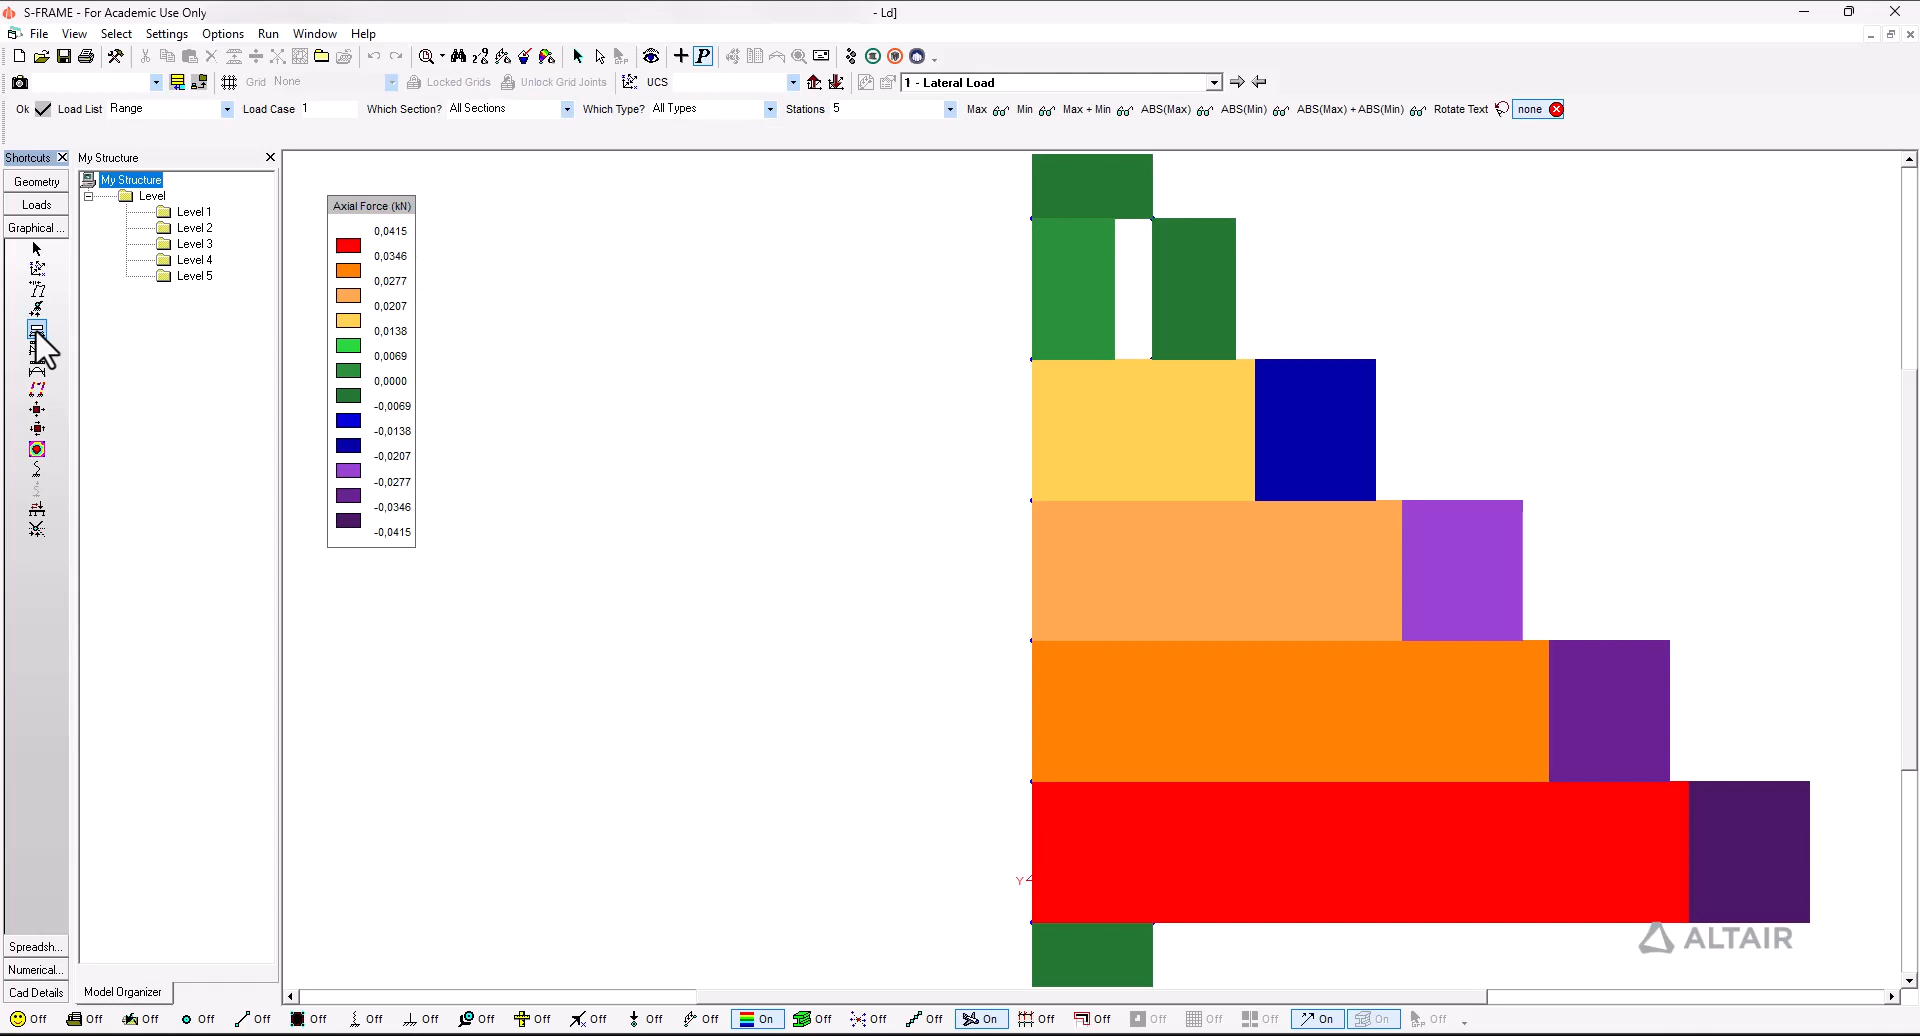 S-FRAME - For Academic Use Only - Ld]
File View Select Settings Options Run Window Help
Grid None Locked Grids Unlock Grid Joints UCS 1 - Lateral Load
Ok Load List Range Load Case 1 Which Section? All Sections Which Type? All Types Stations 5 Max Min Max + Min ABS(Max) ABS(Min) ABS(Max) + ABS(Min) Rotate Text none
Shortcuts
Geometry
Loads
Graphical ...
My Structure
My Structure
Level
Level 1
Level 2
Level 3
Level 4
Level 5
Axial Force (kN)
0,0415
0,0346
0,0277
0,0207
0,0138
0,0069
0,0000
-0,0069
-0,0138
-0,0207
-0,0277
-0,0346
-0,0415
Y
ALTAIR
Spreadsh...
Numerical...
Cad Details
Model Organizer
Off Off Off Off Off Off Off Off Off Off Off Off Off On Off Off Off On Off Off Off Off Off On On Off